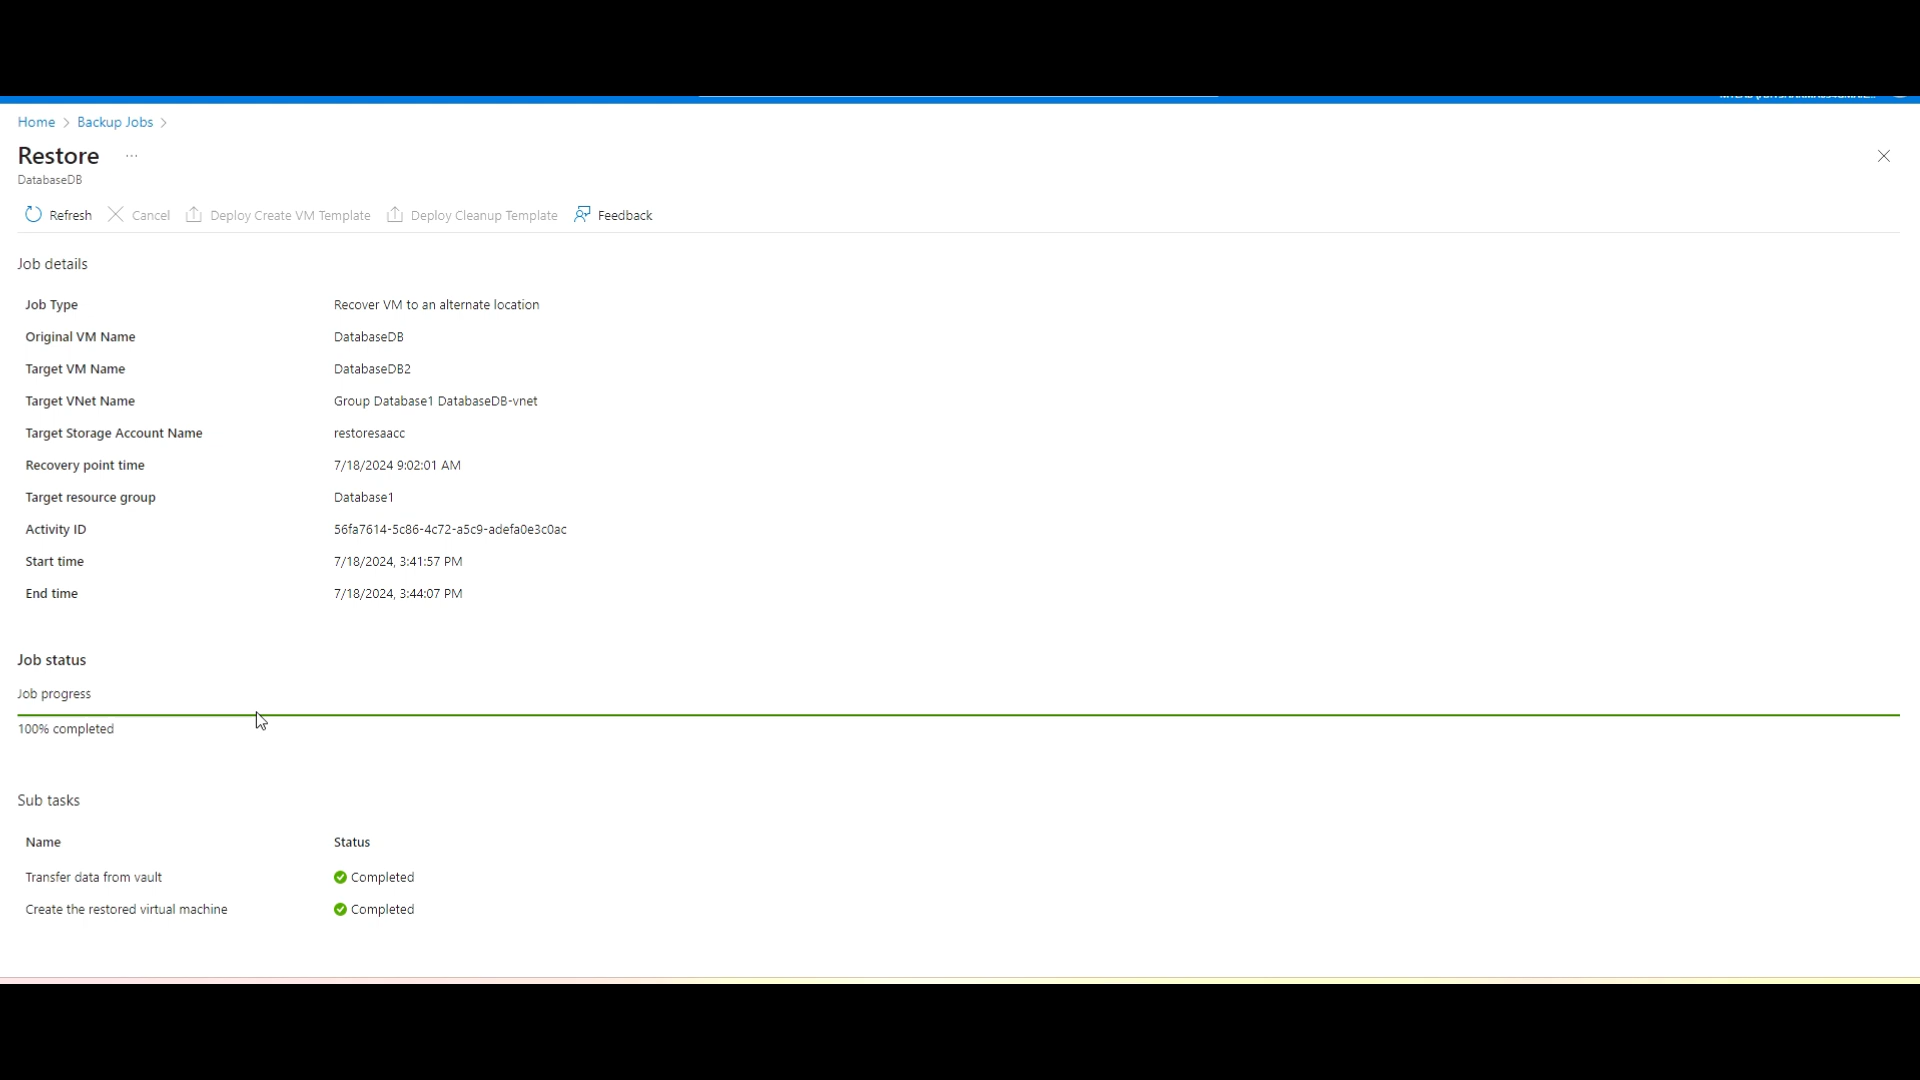 Home > Backup Jobs >
Restore ...
DatabaseDB
Refresh Cancel Deploy Create VM Template Deploy Cleanup Template Feedback
Job details
Job Type Recover VM to an alternate location
Original VM Name DatabaseDB
Target VM Name DatabaseDB2
Target VNet Name Group Database1 DatabaseDB-vnet
Target Storage Account Name restoresaacc
Recovery point time 7/18/2024 9:02:01 AM
Target resource group Database1
Activity ID 56fa7614-5c86-4c72-a5c9-adefa0e3c0ac
Start time 7/18/2024, 3:41:57 PM
End time 7/18/2024, 3:44:07 PM
Job status
Job progress
100% completed
Sub tasks
Name Status
Transfer data from vault Completed
Create the restored virtual machine Completed